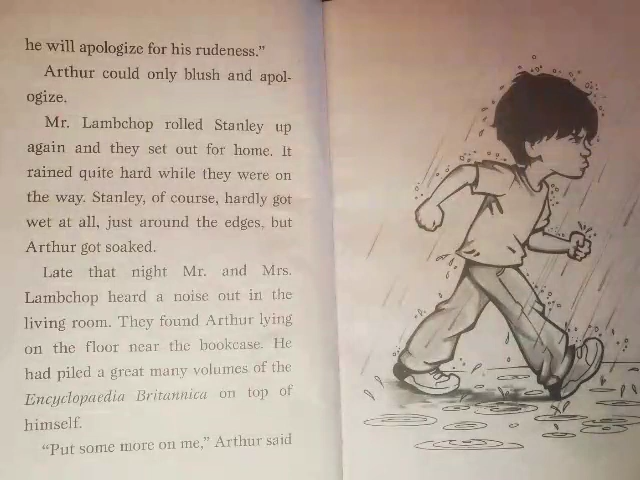 he will apologize for his rudeness.”
Arthur could only blush and apol-
ogize.
Mr. Lambchop rolled Stanley up
again and they set out for home. It
rained quite hard while they were on
the way. Stanley, of course, hardly got
wet at all, just around the edges, but
Arthur got soaked.
Late that night Mr. and Mrs.
Lambchop heard a noise out in the
living room. They found Arthur lying
on the floor near the bookcase. He
had piled a great many volumes of the
Encyclopaedia Britannica on top of
himself.
“Put some more on me,” Arthur said